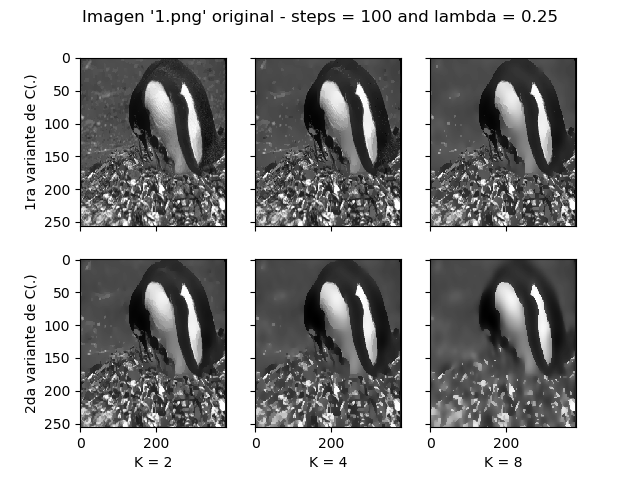 Imagen '1.png' original - steps = 100 and lambda = 0.25
1ra variante de C(.)
0
50
100
150
200
250
2da variante de C(.)
0
50
100
150
200
250
0 200
0 200
0 200
K = 2
K = 4
K = 8